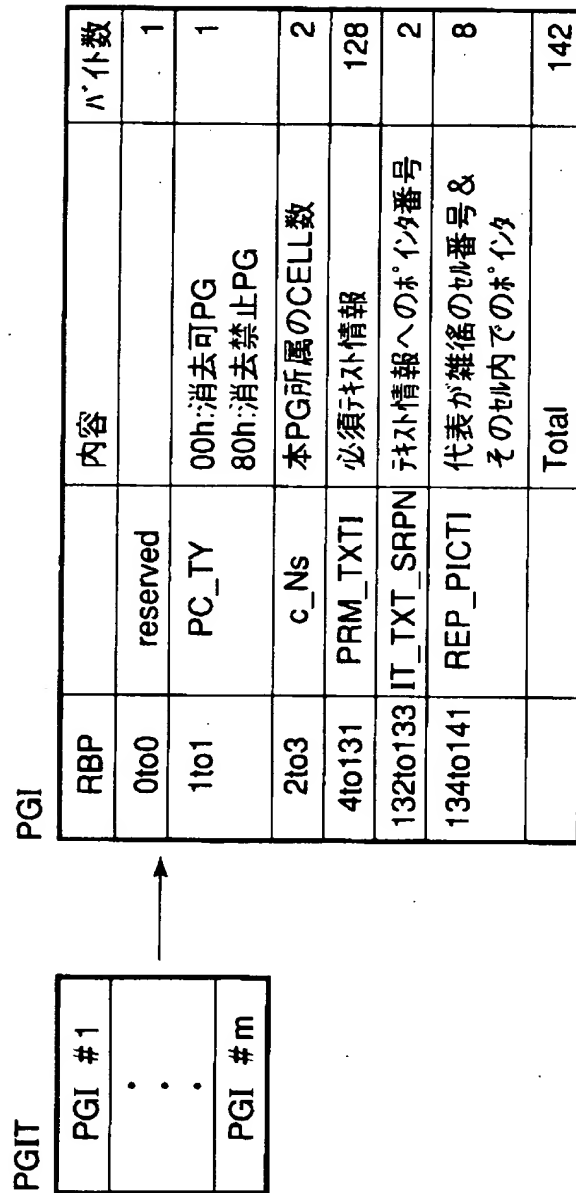 PGIT
PGI #1
・
・
・
PGI #m
PGI
RBP 内容 ﾊﾞｲﾄ数
0to0 reserved 1
1to1 PC_TY 00h:消去可PG 1
80h:消去禁止PG
2to3 c_Ns 本PG所属のCELL数 2
4to131 PRM_TXTI 必須ﾃｷｽﾄ情報 128
132to133 IT_TXT_SRPN ﾃｷｽﾄ情報へのﾎﾟｲﾝﾀ番号 2
134to141 REP_PICTI 代表が雑徭のｾﾙ番号& 8
そのｾﾙ内でのﾎﾟｲﾝﾀ
Total 142